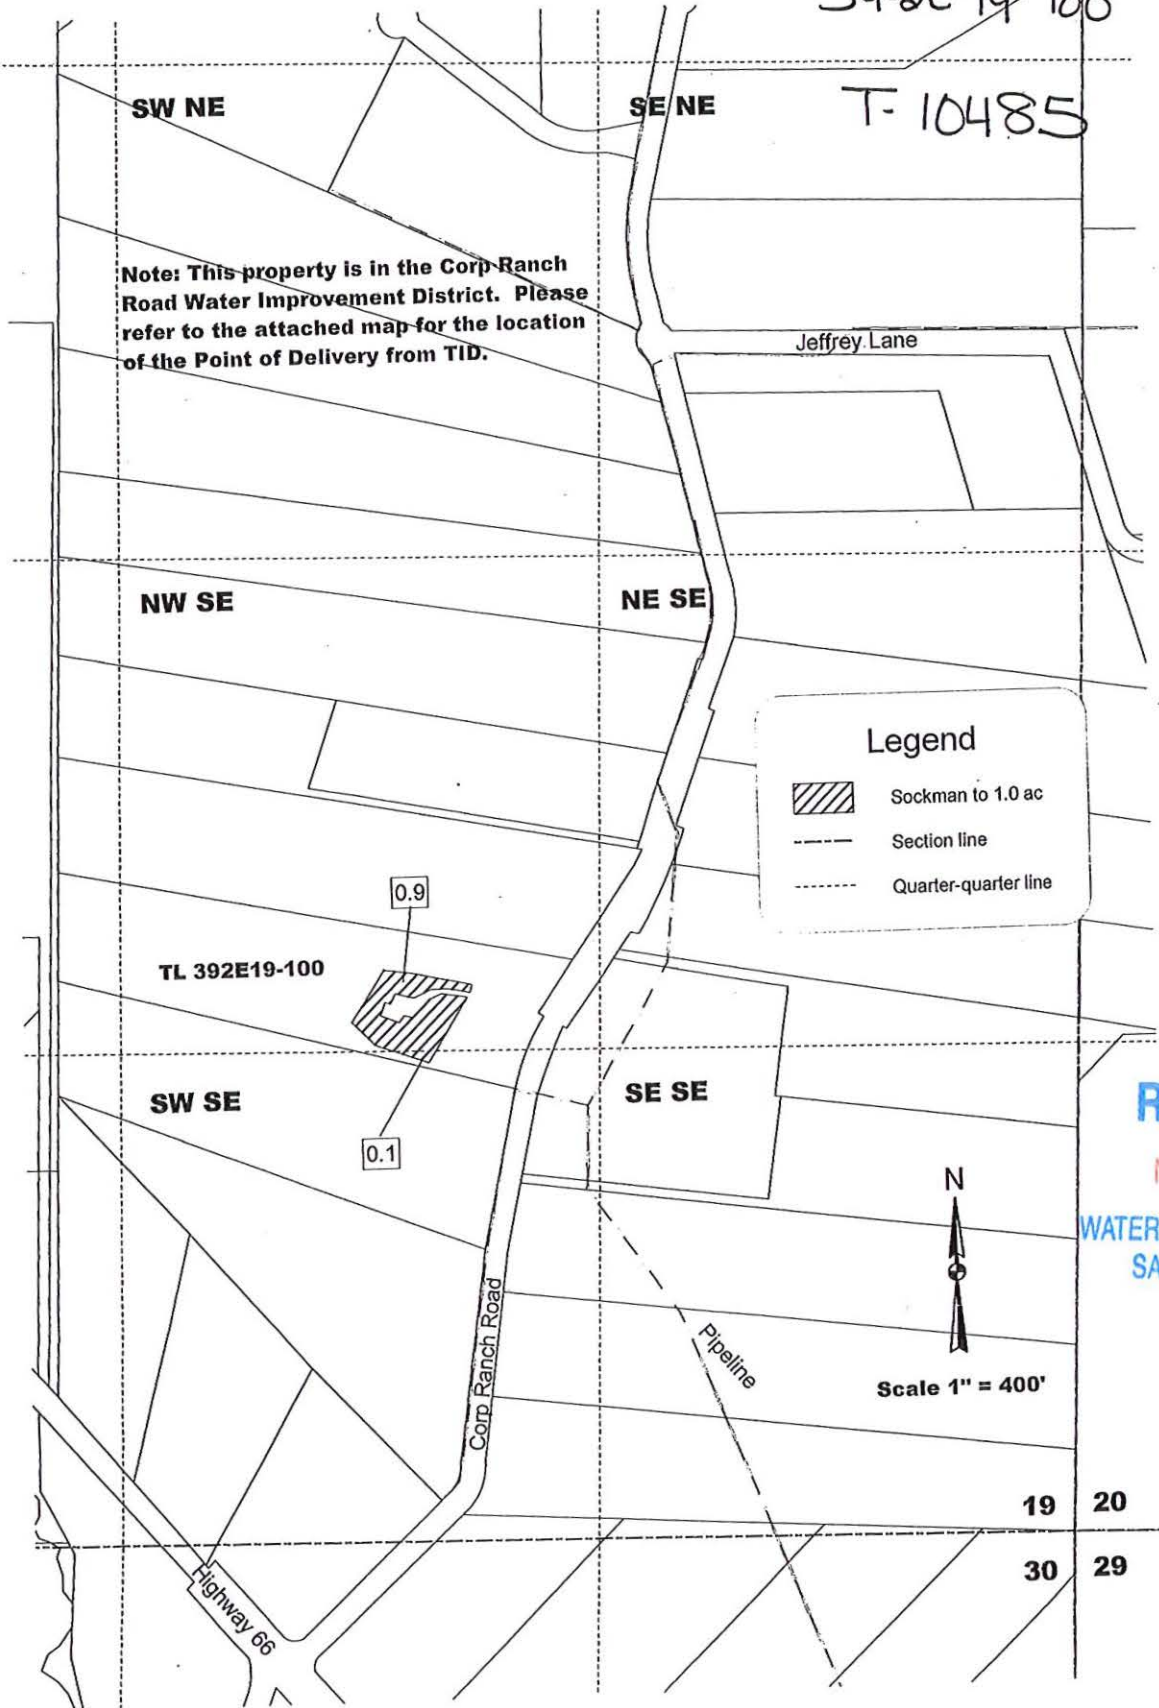 T-10485
SW NE
SE NE
Note: This property is in the Corp Ranch
Road Water Improvement District. Please
refer to the attached map for the location
of the Point of Delivery from TID.
Jeffrey Lane
NW SE
NE SE
Legend
Sockman to 1.0 ac
Section line
Quarter-quarter line
0.9
TL 392E19-100
SW SE
SE SE
0.1
R
N
WATER
SA
Corp Ranch Road
Pipeline
Scale 1" = 400'
19
20
30
29
Highway 66